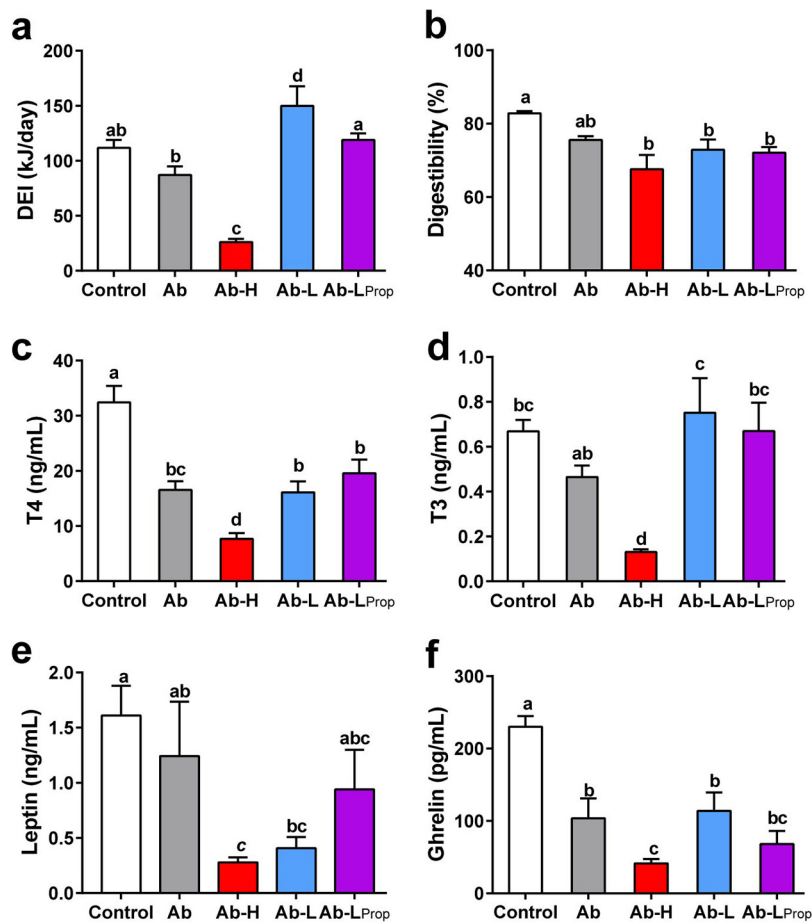 a
DEI (kJ/day)
200
150
100
50
0
ab
b
c
d
a
Control Ab Ab-H Ab-L Ab-LProp
b
Digestibility (%)
100
80
60
40
a
ab
b
b
b
Control Ab Ab-H Ab-L Ab-LProp
c
T4 (ng/mL)
40
30
20
10
0
a
bc
d
b
b
Control Ab Ab-H Ab-L Ab-LProp
d
T3 (ng/mL)
1.0
0.8
0.6
0.4
0.2
0.0
bc
ab
d
c
bc
Control Ab Ab-H Ab-L Ab-LProp
e
Leptin (ng/mL)
2.0
1.5
1.0
0.5
0.0
a
ab
c
bc
abc
Control Ab Ab-H Ab-L Ab-LProp
f
Ghrelin (pg/mL)
300
200
100
0
a
b
c
b
bc
Control Ab Ab-H Ab-L Ab-LProp